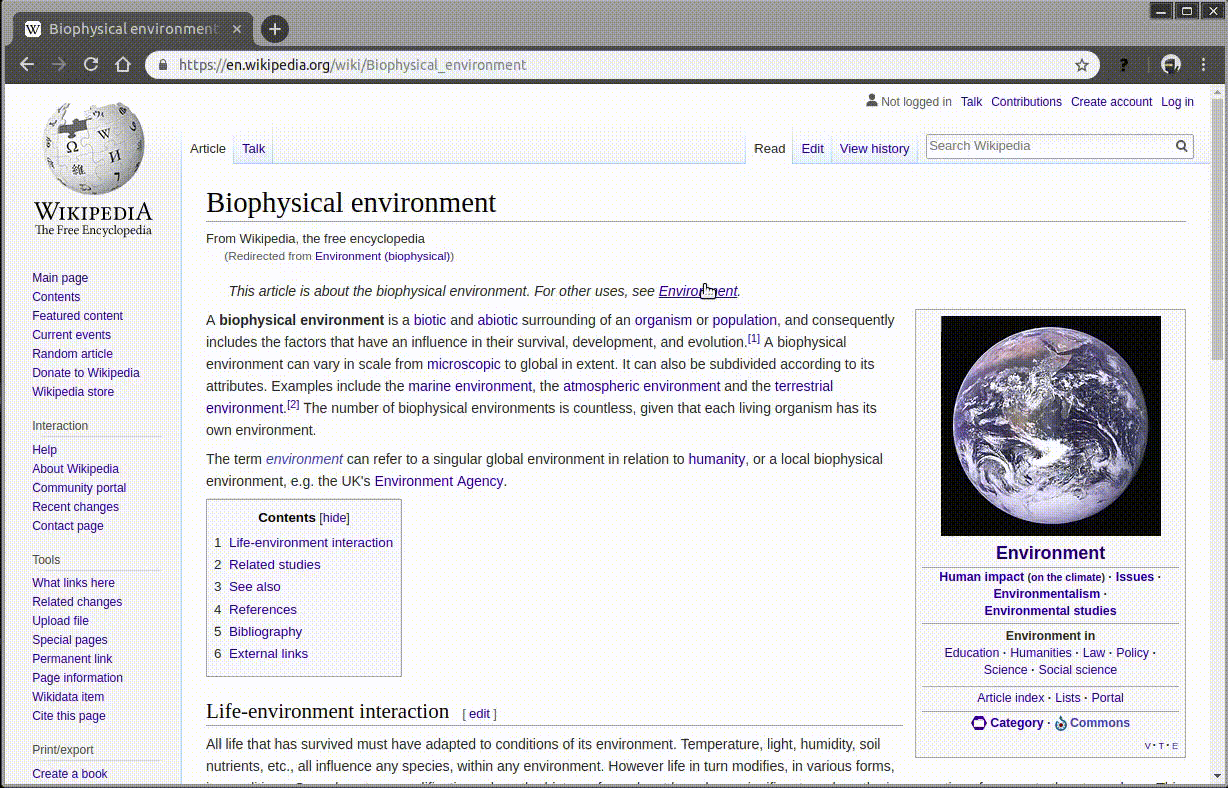 Biophysical environment
https://en.wikipedia.org/wiki/Biophysical_environment
Not logged in Talk Contributions Create account Log in
Article Talk Read Edit View history Search Wikipedia
WIKIPEDIA
The Free Encyclopedia
Main page
Contents
Featured content
Current events
Random article
Donate to Wikipedia
Wikipedia store
Interaction
Help
About Wikipedia
Community portal
Recent changes
Contact page
Tools
What links here
Related changes
Upload file
Special pages
Permanent link
Page information
Wikidata item
Cite this page
Print/export
Create a book
Biophysical environment
From Wikipedia, the free encyclopedia
(Redirected from Environment (biophysical))
This article is about the biophysical environment. For other uses, see Environment.
A biophysical environment is a biotic and abiotic surrounding of an organism or population, and consequently
includes the factors that have an influence in their survival, development, and evolution.[1] A biophysical
environment can vary in scale from microscopic to global in extent. It can also be subdivided according to its
attributes. Examples include the marine environment, the atmospheric environment and the terrestrial
environment.[2] The number of biophysical environments is countless, given that each living organism has its
own environment.
The term environment can refer to a singular global environment in relation to humanity, or a local biophysical
environment, e.g. the UK's Environment Agency.
Contents [hide]
1 Life-environment interaction
2 Related studies
3 See also
4 References
5 Bibliography
6 External links
Life-environment interaction [ edit ]
All life that has survived must have adapted to conditions of its environment. Temperature, light, humidity, soil
nutrients, etc., all influence any species, within any environment. However life in turn modifies, in various forms,
Environment
Human impact (on the climate) · Issues ·
Environmentalism ·
Environmental studies
Environment in
Education · Humanities · Law · Policy ·
Science · Social science
Article index · Lists · Portal
Category · Commons
V · T · E